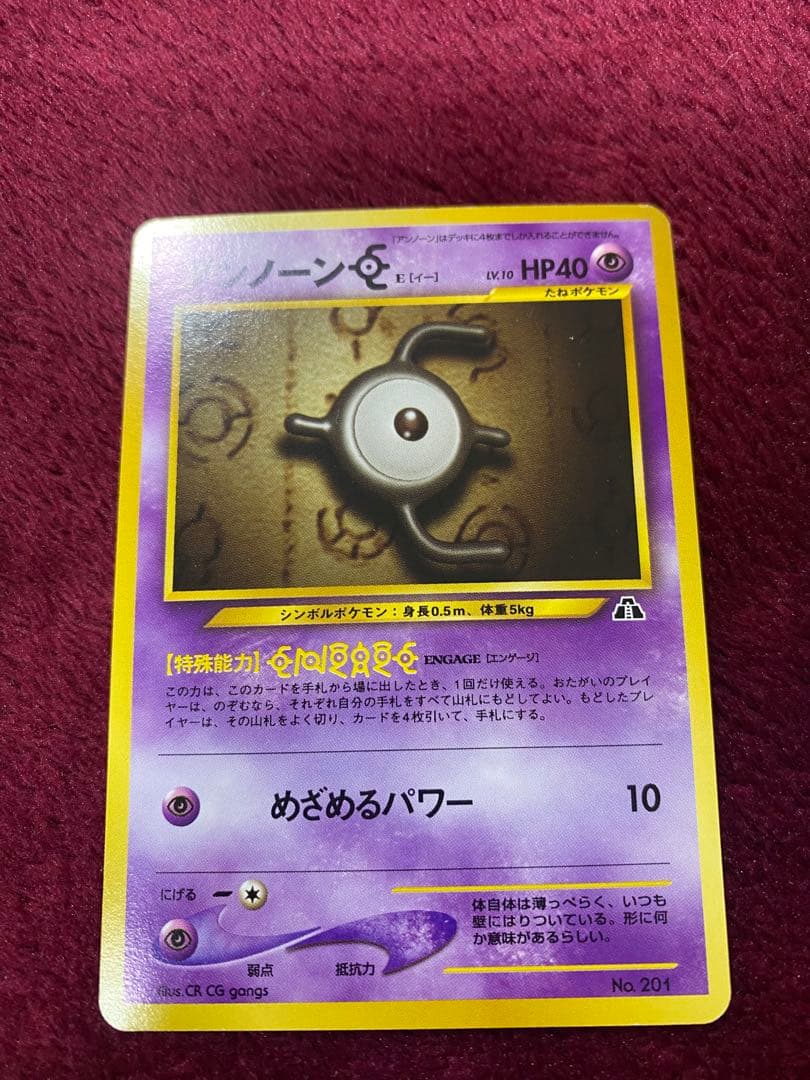 「アンノーン」はデッキに4枚までしか入れることができません。
アンノーン E [イー] LV.10 HP40
たねポケモン
シンボルポケモン：身長0.5m、体重5kg
【特殊能力】 ENGAGE [エンゲージ]
この力は、このカードを手札から場に出したとき、1回だけ使える。おたがいのプレイ
ヤーは、のぞむなら、それぞれ自分の手札をすべて山札にもどしてよい。もどしたプレ
イヤーは、その山札をよく切り、カードを4枚引いて、手札にする。
めざめるパワー 10
にげる
弱点 抵抗力
体自体は薄っぺらく、いつも
壁にはりついている。形に何
か意味があるらしい。
Illus.CR CG gangs
No. 201